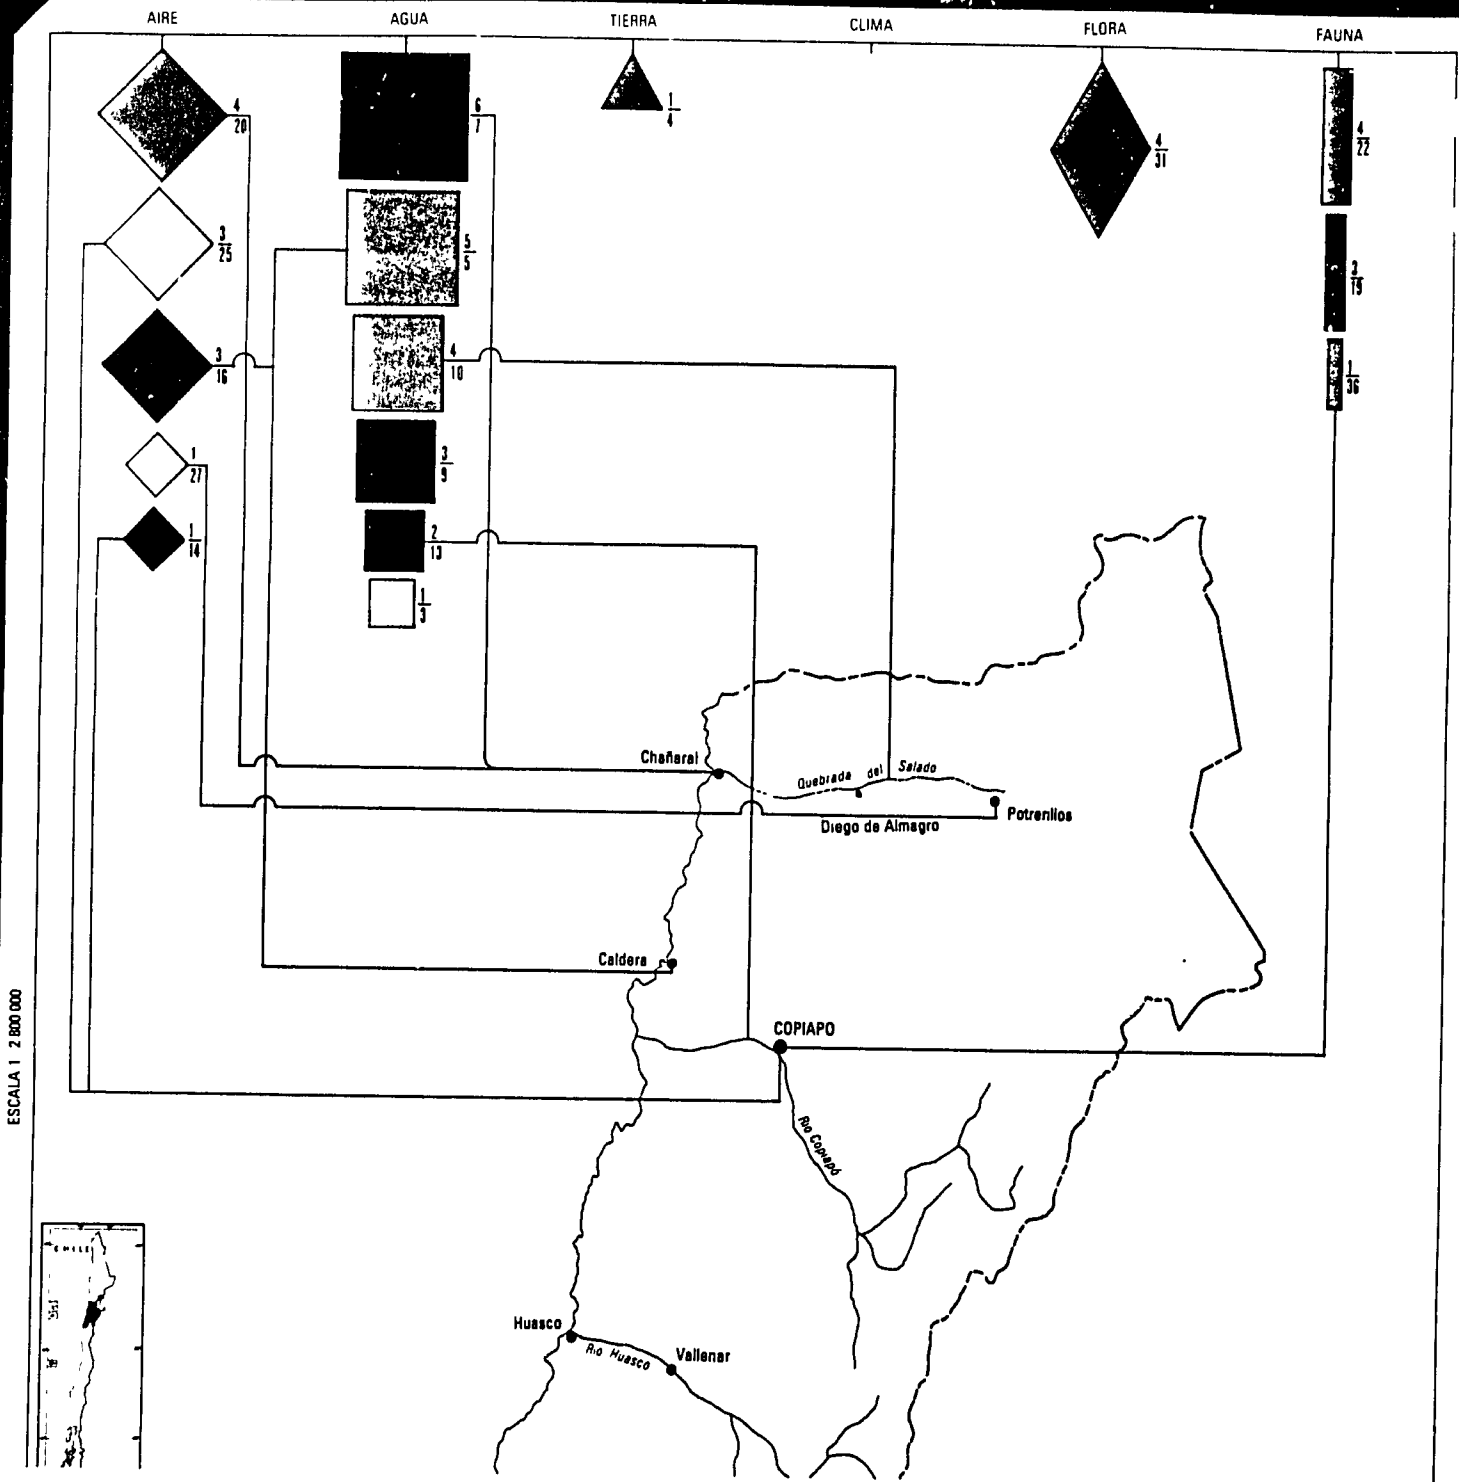 AIRE AGUA TIERRA CLIMA FLORA FAUNA
4/20
3/25
3/16
1/27
1/14
6/7
5/5
4/10
3/9
2/13
1/3
1/4
4/31
4/22
3/19
1/36
Chañaral
Quebrada del Salado
Potrerillos
Diego de Almagro
Caldera
COPIAPO
Rio Copiapó
Huasco
Rio Huasco
Vallenar
ESCALA 1 2 800 000
CHILE